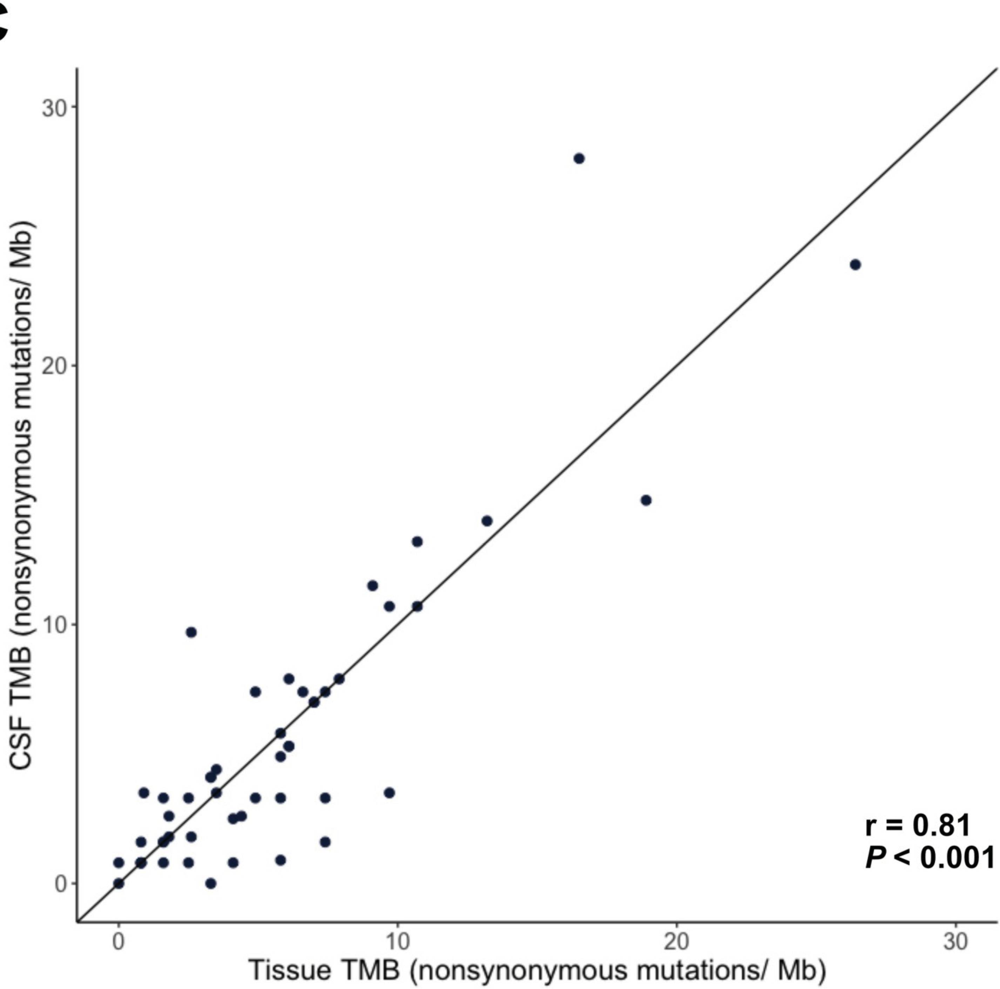 C
CSF TMB (nonsynonymous mutations/ Mb)
30
20
10
0
r = 0.81
P < 0.001
0 10 20 30
Tissue TMB (nonsynonymous mutations/ Mb)